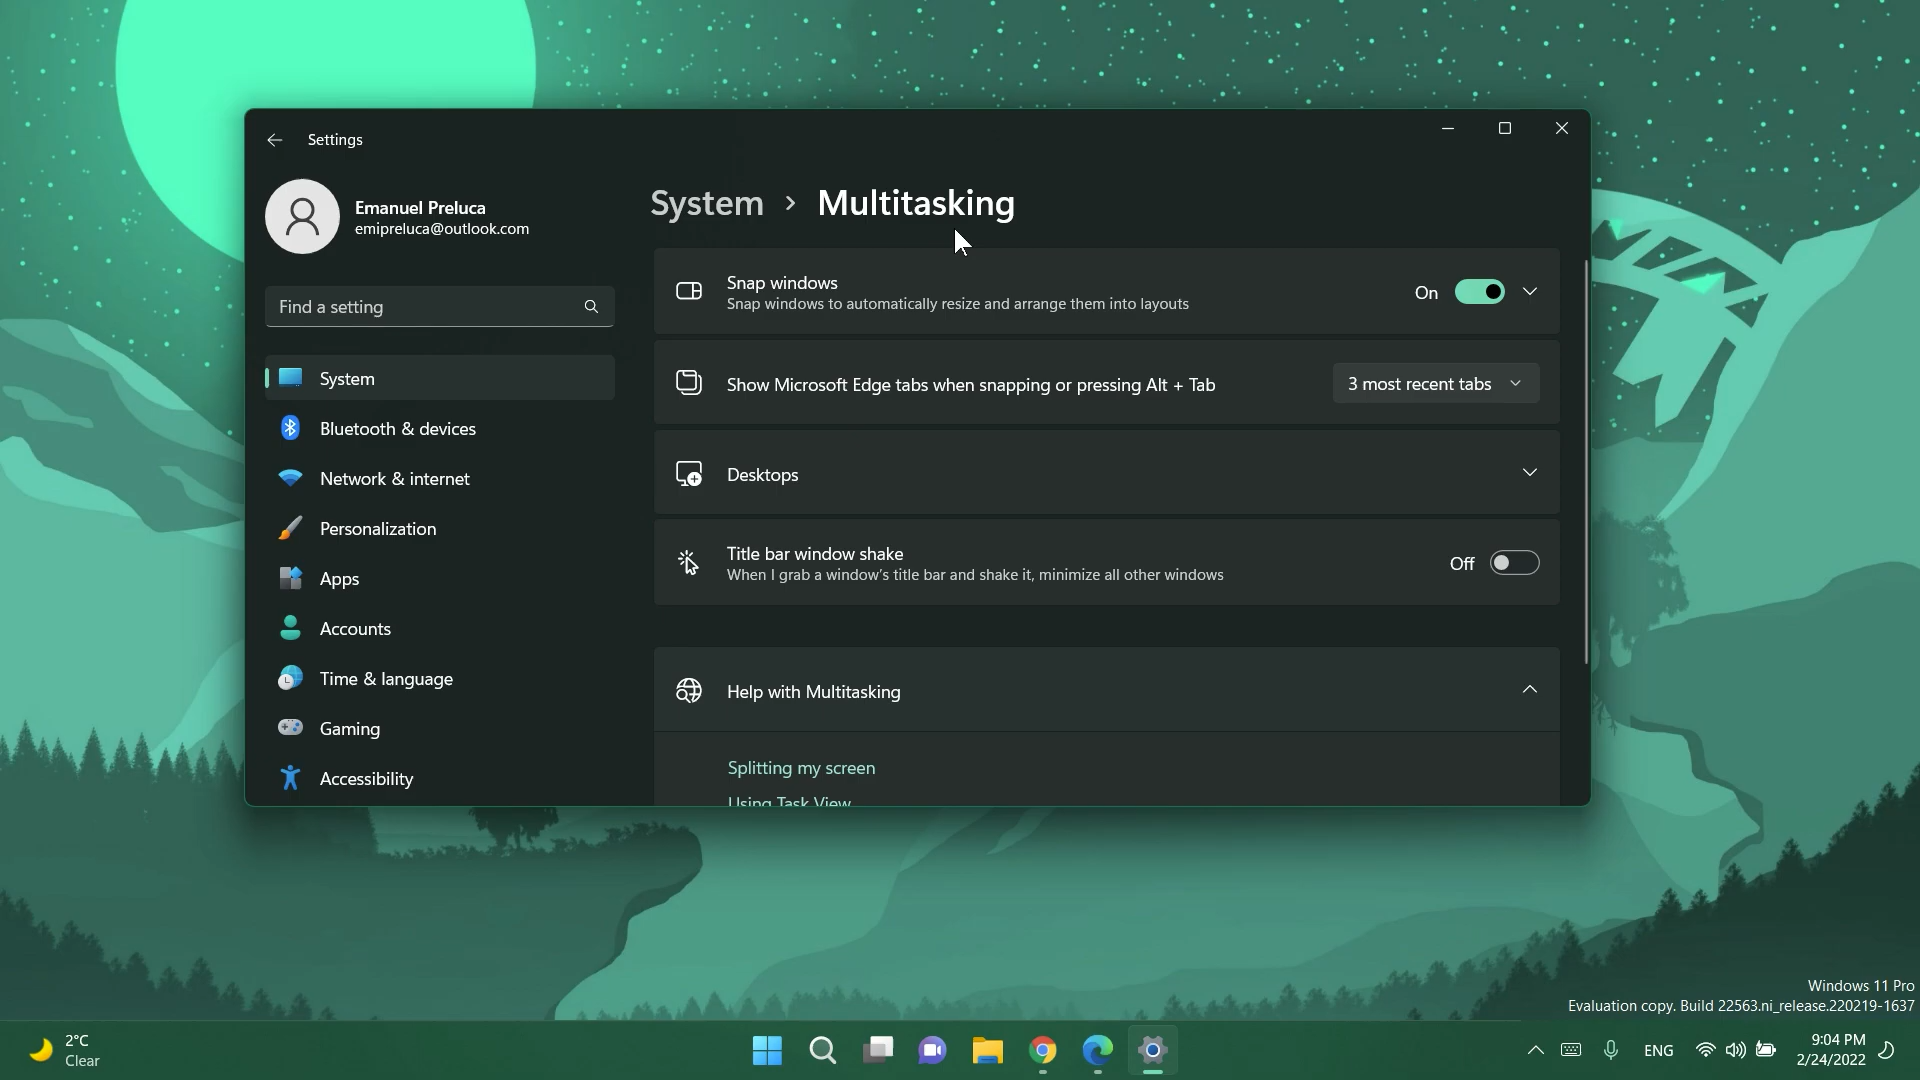 Settings
Emanuel Preluca
emipreluca@outlook.com
Find a setting
System
Bluetooth & devices
Network & internet
Personalization
Apps
Accounts
Time & language
Gaming
Accessibility
System > Multitasking
Snap windows
Snap windows to automatically resize and arrange them into layouts
On
Show Microsoft Edge tabs when snapping or pressing Alt + Tab
3 most recent tabs
Desktops
Title bar window shake
When I grab a window's title bar and shake it, minimize all other windows
Off
Help with Multitasking
Splitting my screen
Using Task View
Windows 11 Pro
Evaluation copy. Build 22563.ni_release.220219-1637
2°C
Clear
ENG
9:04 PM
2/24/2022